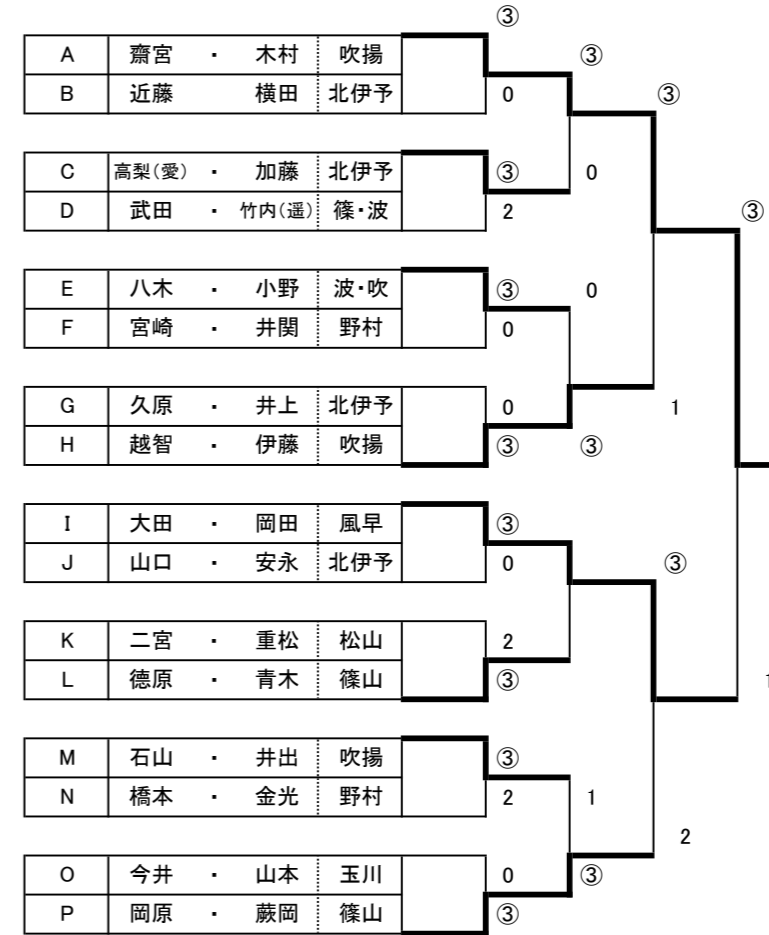 ③
A 齋宮 ・ 木村 吹揚 ③
B 近藤 横田 北伊予 0 ③
C 高梨(愛) ・ 加藤 北伊予 ③ 0
D 武田 ・ 竹内(遥) 篠・波 2 ③
E 八木 ・ 小野 波・吹 ③ 0
F 宮崎 ・ 井関 野村 0
G 久原 ・ 井上 北伊予 0 1
H 越智 ・ 伊藤 吹揚 ③ ③
I 大田 ・ 岡田 風早 ③
J 山口 ・ 安永 北伊予 0 ③
K 二宮 ・ 重松 松山 2
L 德原 ・ 青木 篠山 ③ 1
M 石山 ・ 井出 吹揚 ③
N 橋本 ・ 金光 野村 2 1
2
O 今井 ・ 山本 玉川 0 ③
P 岡原 ・ 蕨岡 篠山 ③